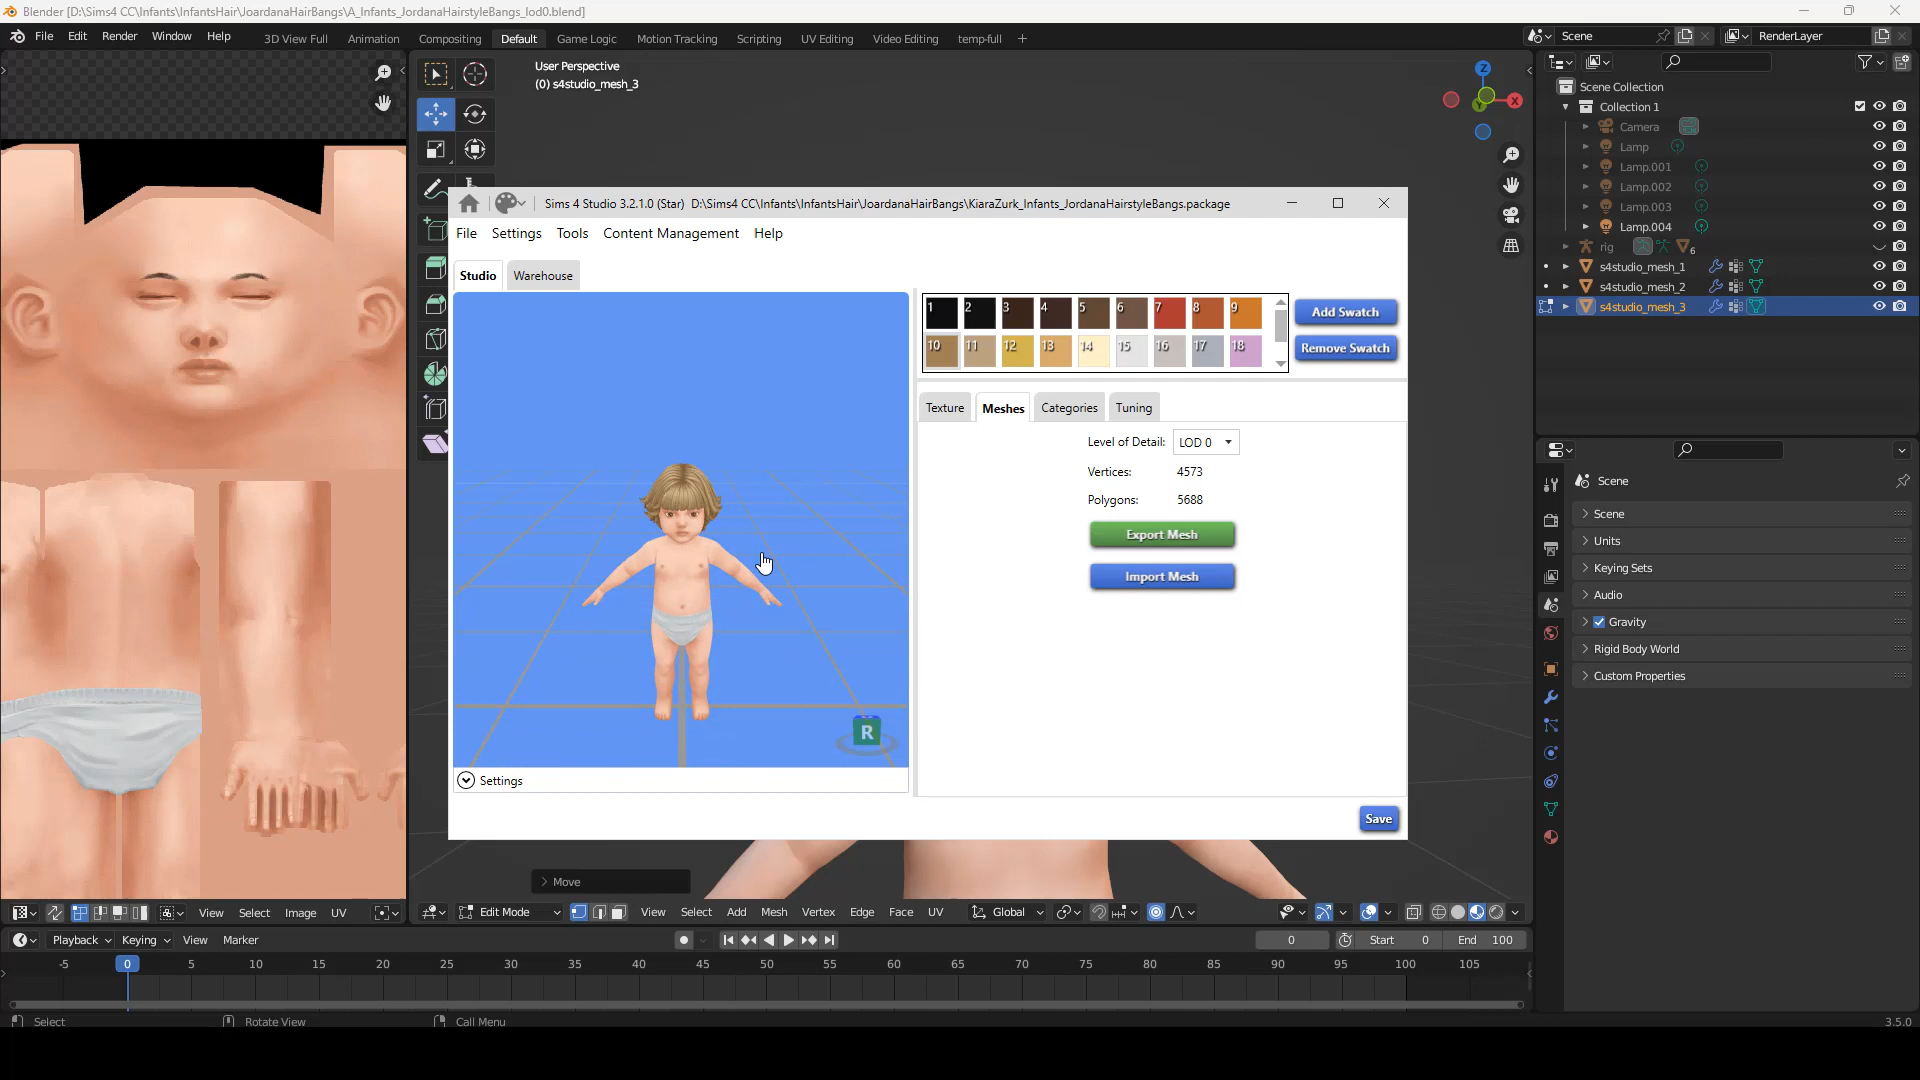 Blender [D:\Sims4 CC\Infants\InfantsHair\JoardanaHairBangs\A_Infants_JordanaHairstyleBangs_lod0.blend]
File Edit Render Window Help 3D View Full Animation Compositing Default Game Logic Motion Tracking Scripting UV Editing Video Editing temp-full + Scene RenderLayer
User Perspective
(0) s4studio_mesh_3
Z
X
Y
Scene Collection
Collection 1
Camera
Lamp
Lamp.001
Lamp.002
Lamp.003
Lamp.004
rig 6
s4studio_mesh_1
s4studio_mesh_2
s4studio_mesh_3
Sims 4 Studio 3.2.1.0 (Star) D:\Sims4 CC\Infants\InfantsHair\JoardanaHairBangs\KiaraZurk_Infants_JordanaHairstyleBangs.package
File Settings Tools Content Management Help
Studio Warehouse
1 2 3 4 5 6 7 8 9
10 11 12 13 14 15 16 17 18
Add Swatch
Remove Swatch
Texture Meshes Categories Tuning
Level of Detail: LOD 0
Vertices: 4573
Polygons: 5688
Export Mesh
Import Mesh
R
Settings
Save
Scene
Scene
Units
Keying Sets
Audio
Gravity
Rigid Body World
Custom Properties
Move
View Select Image UV
Edit Mode View Select Add Mesh Vertex Edge Face UV Global
Playback Keying View Marker 0 Start 0 End 100
-5 0 5 10 15 20 25 30 35 40 45 50 55 60 65 70 75 80 85 90 95 100 105
Select Rotate View Call Menu 3.5.0